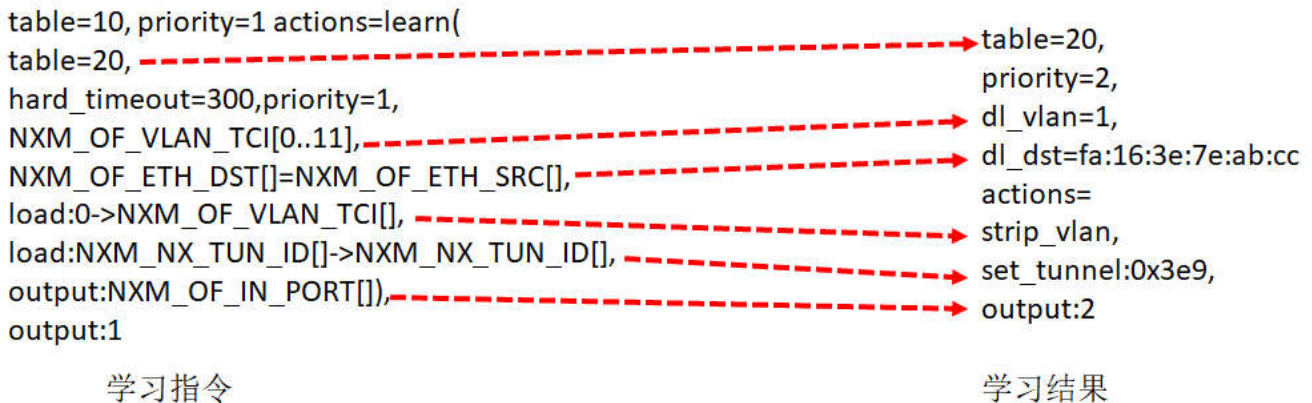 table=10, priority=1 actions=learn(
table=20,
hard_timeout=300,priority=1,
NXM_OF_VLAN_TCI[0..11],
NXM_OF_ETH_DST[]=NXM_OF_ETH_SRC[],
load:0->NXM_OF_VLAN_TCI[],
load:NXM_NX_TUN_ID[]->NXM_NX_TUN_ID[],
output:NXM_OF_IN_PORT[]),
output:1
学习指令
table=20,
priority=2,
dl_vlan=1,
dl_dst=fa:16:3e:7e:ab:cc
actions=
strip_vlan,
set_tunnel:0x3e9,
output:2
学习结果